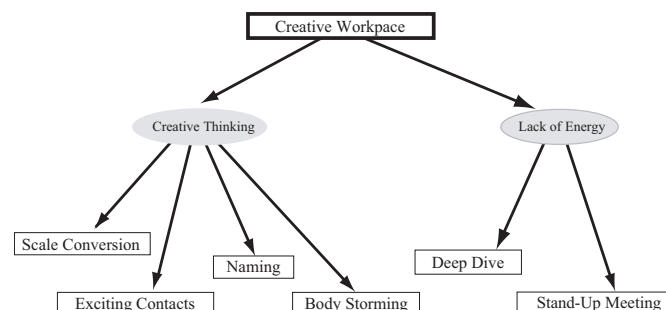 Creative Workpace
Creative Thinking
Lack of Energy
Scale Conversion
Naming
Deep Dive
Exciting Contacts
Body Storming
Stand-Up Meeting